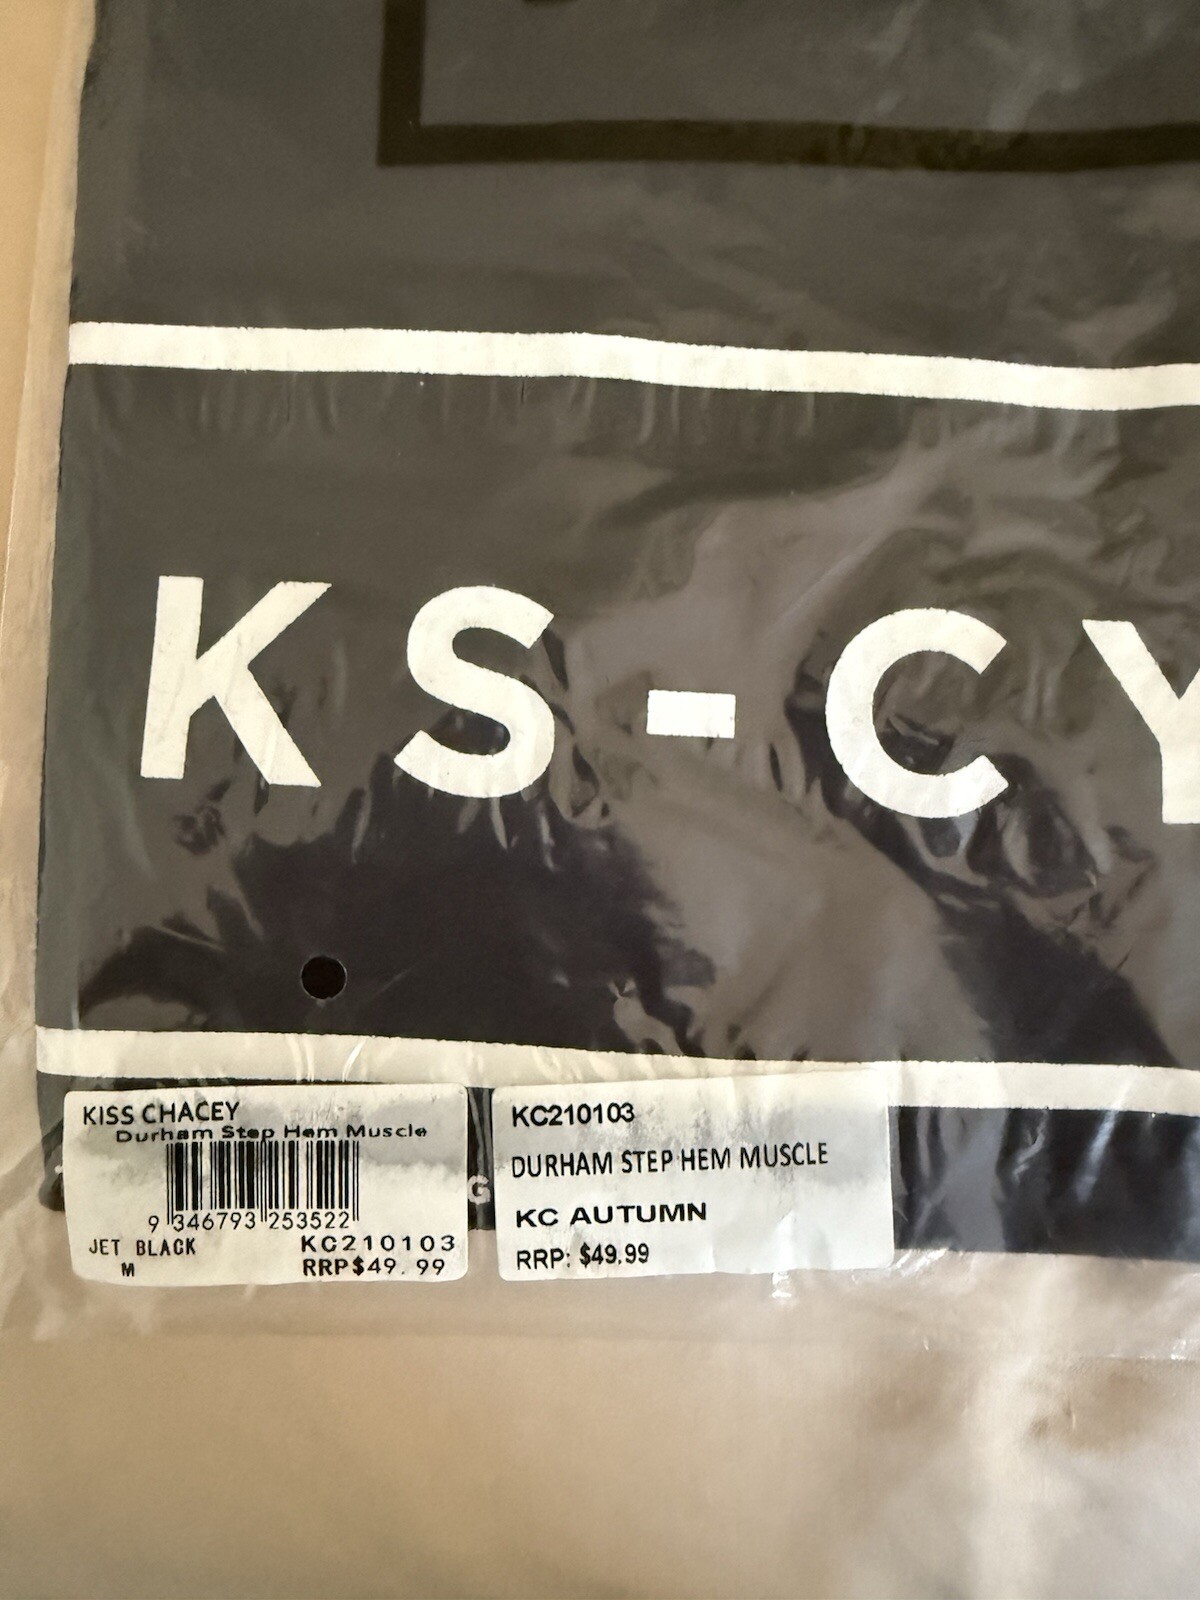 KS-CY
KISS CHACEY
Durham Step Hem Muscle
9 346793 253522
JET BLACK KC210103
M RRP$49.99
G
KC210103
DURHAM STEP HEM MUSCLE
KC AUTUMN
RRP: $49.99